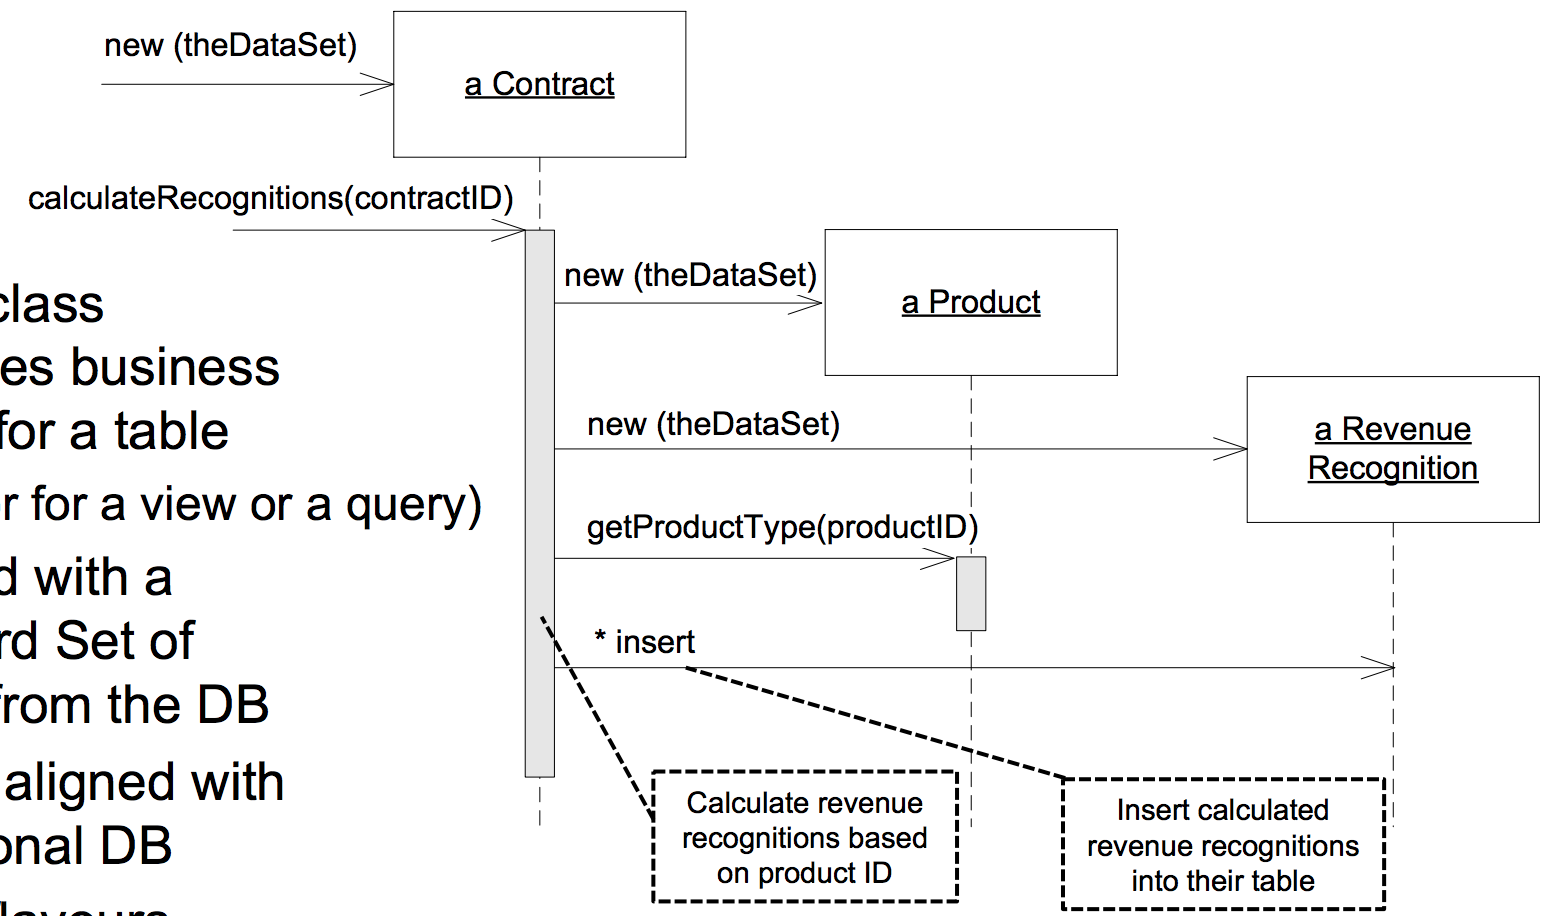 new (theDataSet)
a Contract
calculateRecognitions(contractID)
new (theDataSet)
a Product
class
es business
for a table
new (theDataSet)
a Revenue
Recognition
r for a view or a query)
getProductType(productID)
d with a
rd Set of
* insert
from the DB
aligned with
onal DB
Calculate revenue
recognitions based
on product ID
Insert calculated
revenue recognitions
into their table